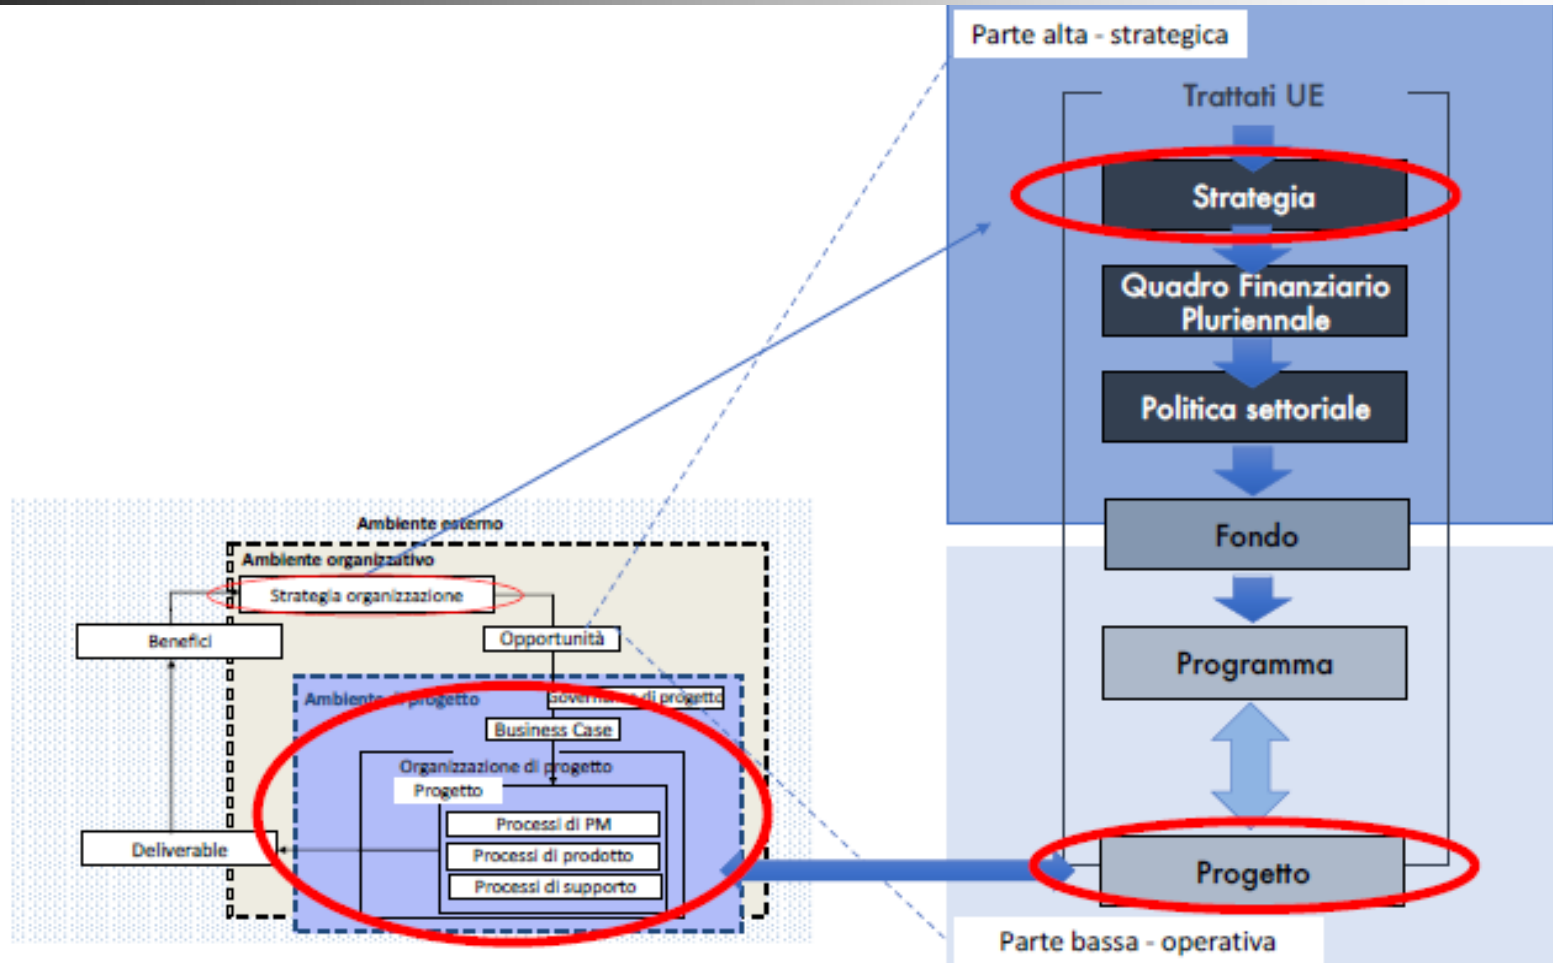 Parte alta - strategica
Trattati UE
Strategia
Quadro Finanziario
Pluriennale
Politica settoriale
Fondo
Programma
Progetto
Parte bassa - operativa
Ambiente esterno
Ambiente organizzativo
Strategia organizzazione
Benefici
Opportunità
Ambiente di progetto
Governance di progetto
Business Case
Organizzazione di progetto
Progetto
Processi di PM
Deliverable
Processi di prodotto
Processi di supporto